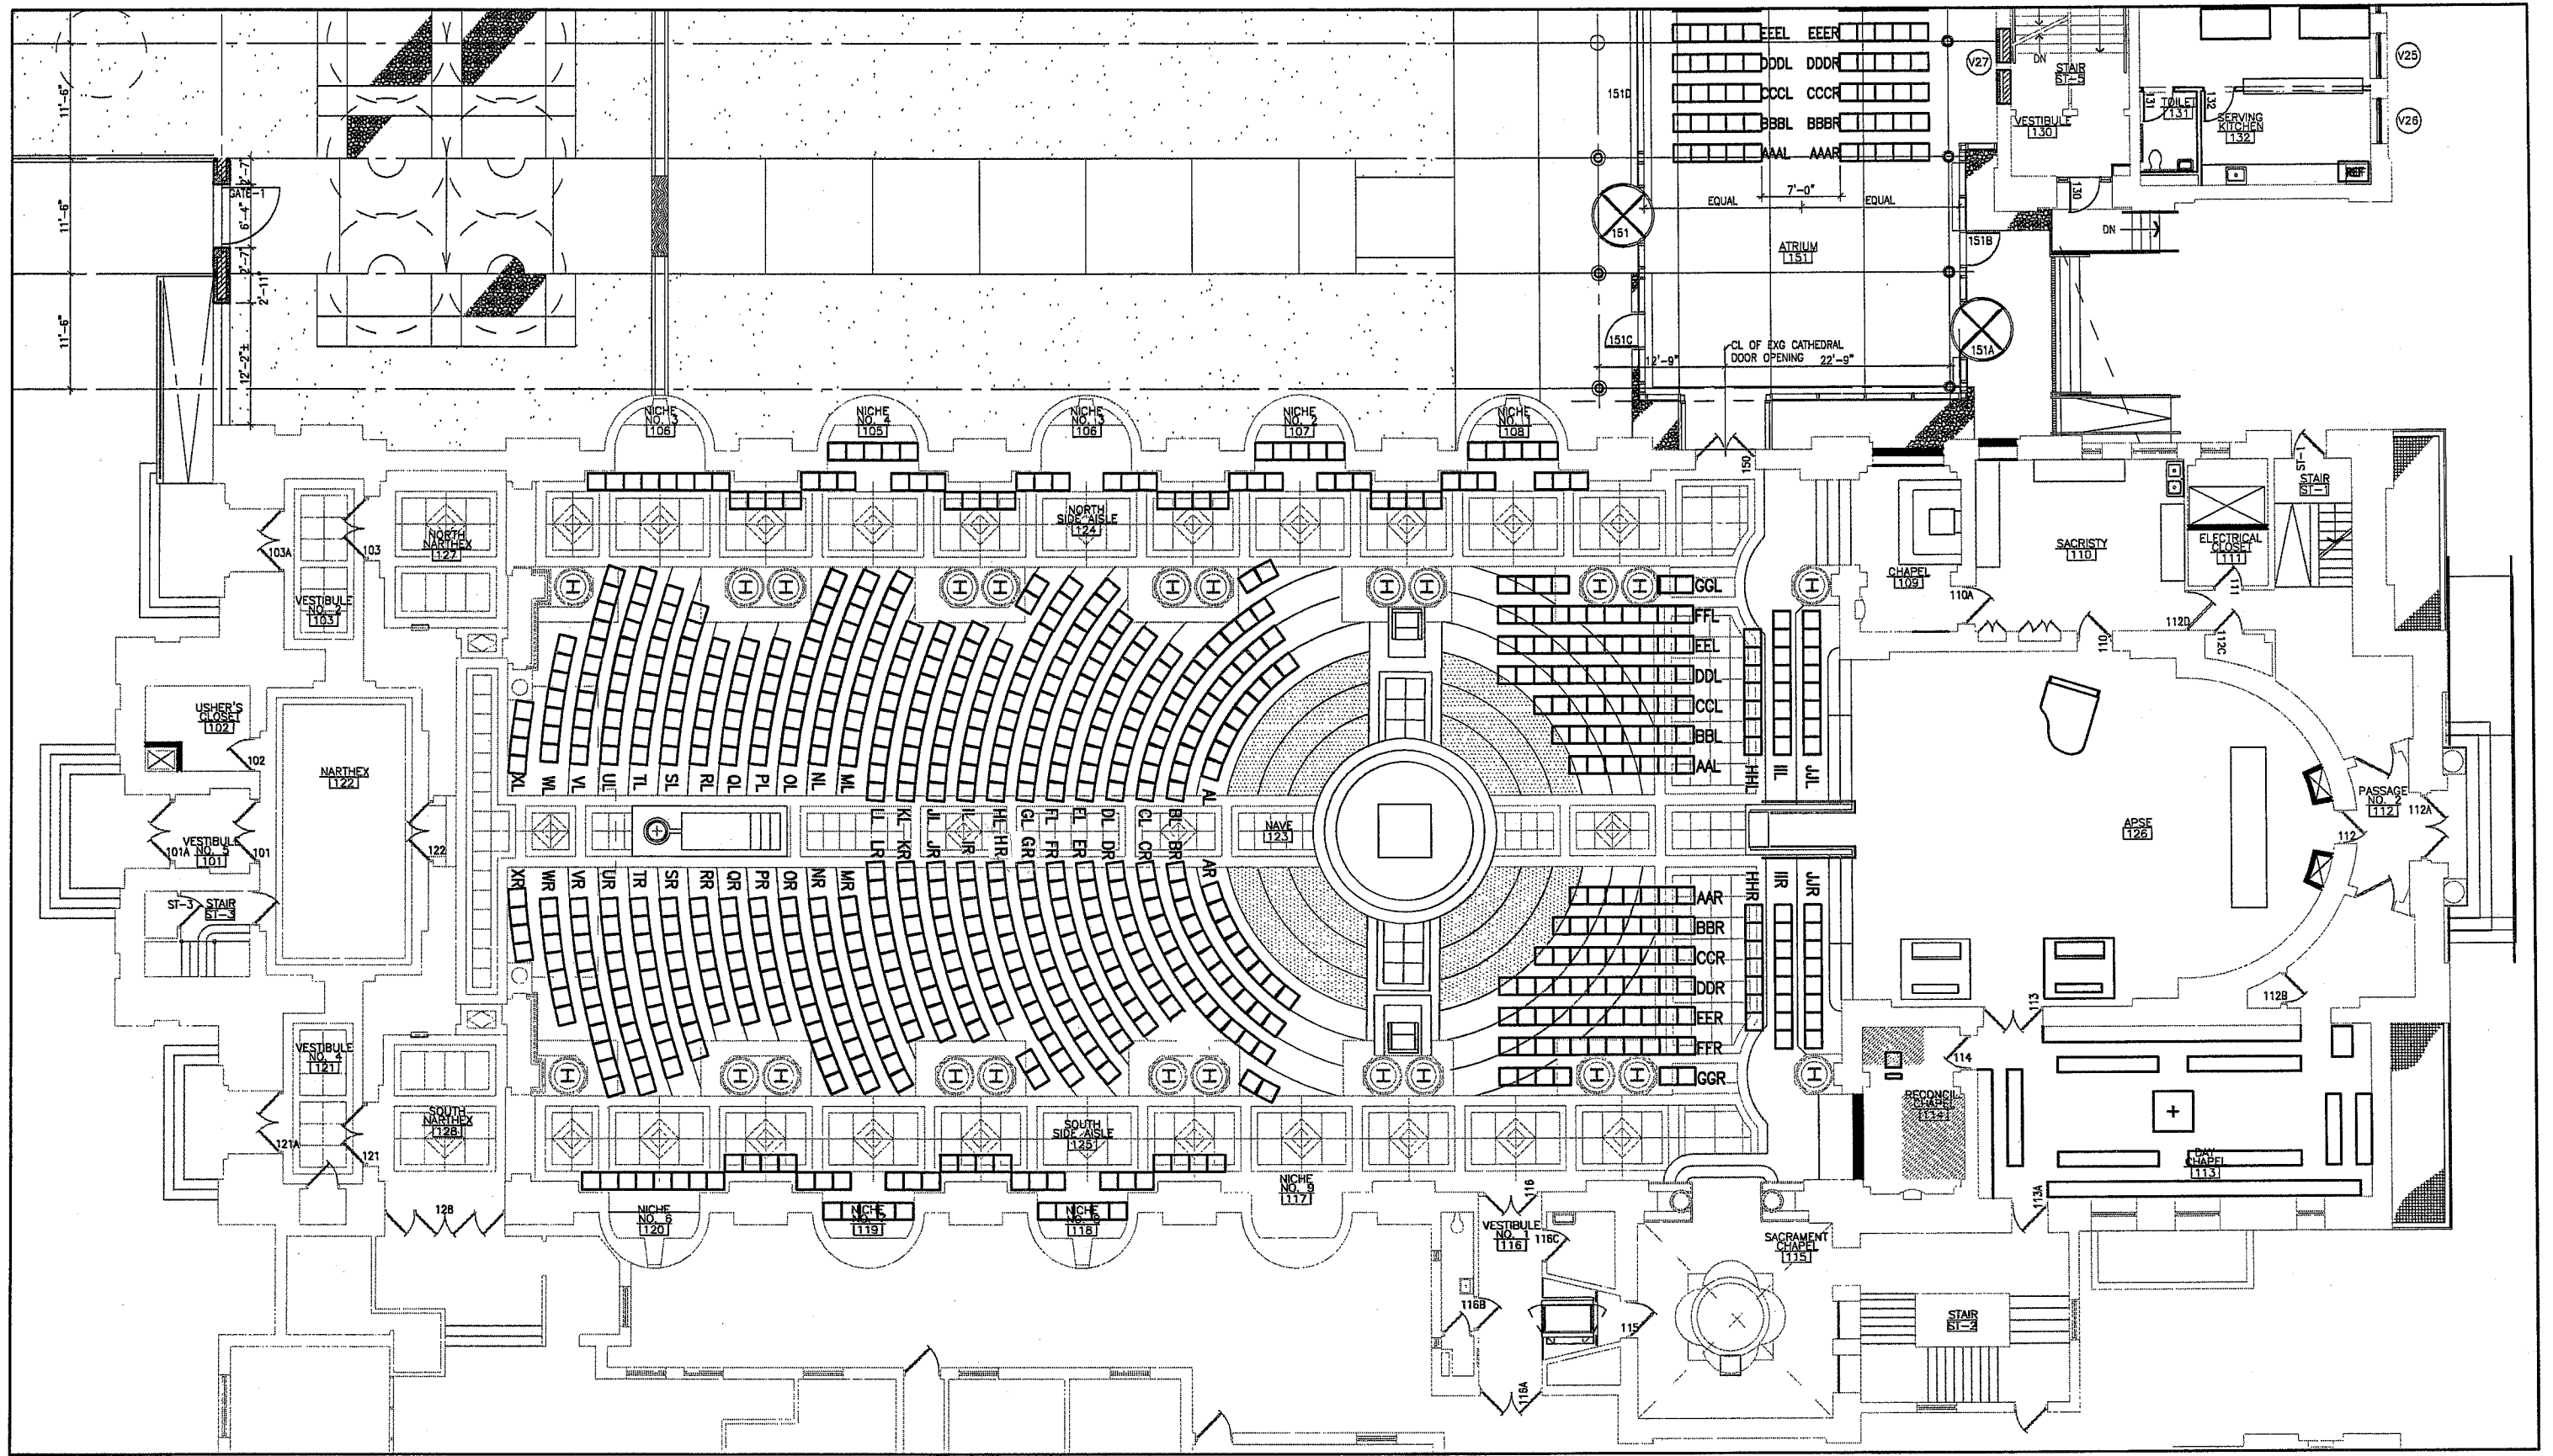 EEEL EEER
DDDL DDDR
CCCL CCCR
BBBL BBBR
AAAL AAAR
151D
V27
DN
STAIR
ST-5
VESTIBULE
130
131
TOILET
131
132
SERVING
KITCHEN
132
REF
V25
V26
130
DN
11'-6"
11'-6"
11'-6"
2'-7"
GATE-1
6'-4"
2'-7"
2'-11"
12'-2"±
7'-0"
EQUAL
EQUAL
151
ATRIUM
151
151B
151C
151A
CL OF EXG CATHEDRAL
DOOR OPENING 22'-9"
12'-9"
NICHE
NO. 3
106
NICHE
NO. 4
105
NICHE
NO. 3
106
NICHE
NO. 2
107
NICHE
NO. 1
108
150
103A
103
NORTH
NARTHEX
127
VESTIBULE
NO. 2
103
NORTH
SIDE AISLE
124
CHAPEL
109
110A
SACRISTY
110
110
ELECTRICAL
CLOSET
111
111
112D
112C
ST-1
STAIR
ST-1
GGL
FFL
EEL
DDL
CCL
BBL
AAL
HHL
IIL
JJL
USHER'S
CLOSET
102
102
NARTHEX
122
122
VESTIBULE
NO. 5
101
101A
101
ST-3
STAIR
ST-3
XL WL VL UL TL SL RL QL PL OL NL ML
LL KL JL IL HL GL FL EL DL CL BL AL
LR KR JR IR HR GR FR ER DR CR BR AR
XR WR VR UR TR SR RR QR PR OR NR MR
NAVE
123
APSE
126
PASSAGE
NO. 2
112
112A
112
AAR
BBR
CCR
DDR
EER
FFR
GGR
HHR
IIR
JJR
112B
113
VESTIBULE
NO. 4
121
121A
121
SOUTH
NARTHEX
128
128
SOUTH
SIDE AISLE
125
114
RECONCIL.
CHAPEL
114
DAY
CHAPEL
113
113A
NICHE
NO. 6
120
NICHE
119
NICHE
118
NICHE
NO. 9
117
116
VESTIBULE
NO. 1
116
116C
116B
116A
115
SACRAMENT
CHAPEL
115
STAIR
ST-2